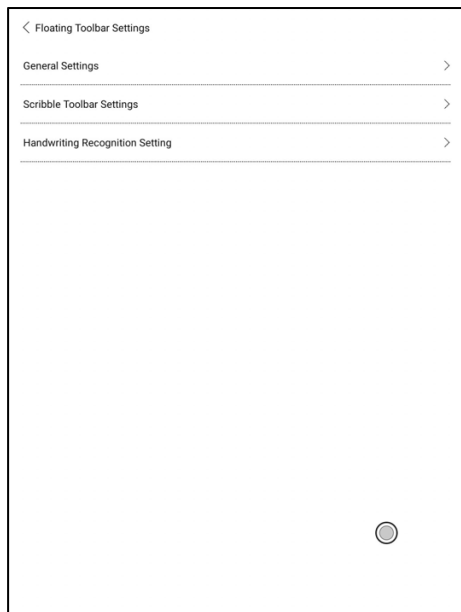 Floating Toolbar Settings
General Settings
Scribble Toolbar Settings
Handwriting Recognition Setting